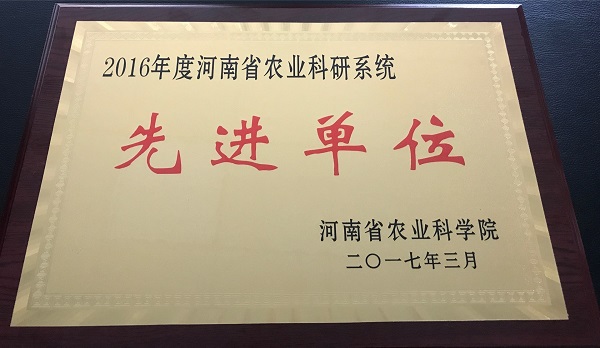 2016年度河南省农业科研系统
先进单位
河南省农业科学院
二〇一七年三月